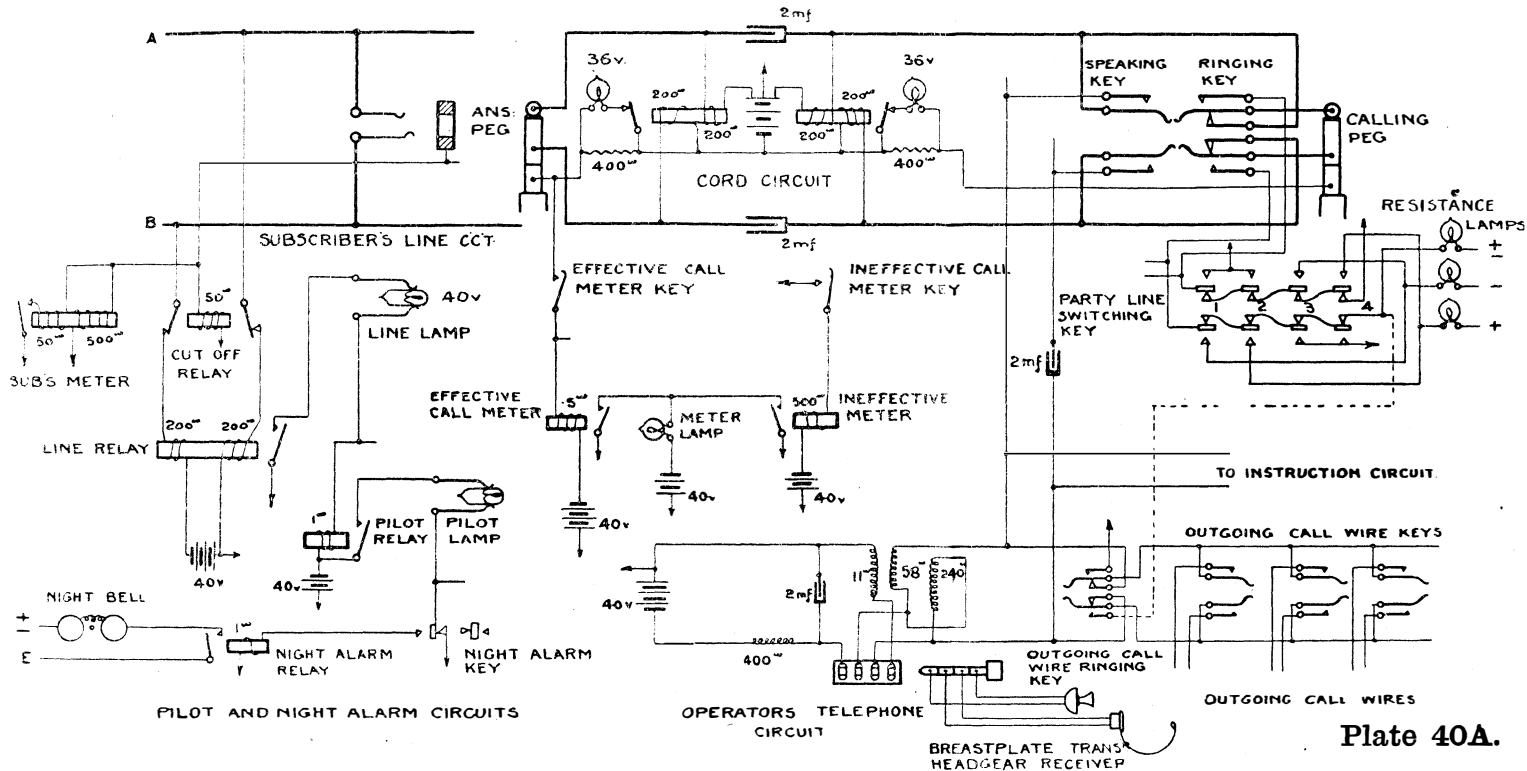 2mf
A
36v.
36v
SPEAKING KEY
RINGING KEY
ANS: PEG
200ω
200ω
200ω
200ω
CALLING PEG
400ω
400ω
CORD CIRCUIT
RESISTANCE LAMPS
B
2mf
SUBSCRIBER'S LINE CCT.
+
−
−
+
50ω
40v
LINE LAMP
EFFECTIVE CALL METER KEY
INEFFECTIVE CALL METER KEY
PARTY LINE SWITCHING KEY
1
2
3
4
50ω
500ω
CUT OFF RELAY
SUB'S METER
2mf
EFFECTIVE CALL METER
·5ω
METER LAMP
500ω
INEFFECTIVE METER
200ω
200ω
LINE RELAY
TO INSTRUCTION CIRCUIT.
40v
40v
40v
1ω
PILOT RELAY
PILOT LAMP
OUTGOING CALL WIRE KEYS
40v
40v
11ω
58ω
240ω
NIGHT BELL
40v
2mf
+
−
E
1ω
NIGHT ALARM RELAY
NIGHT ALARM KEY
400ω
OUTGOING CALL WIRE RINGING KEY
OUTGOING CALL WIRES
PILOT AND NIGHT ALARM CIRCUITS
OPERATORS TELEPHONE CIRCUIT
BREASTPLATE TRANSR
HEADGEAR RECEIVER
Plate 40A.